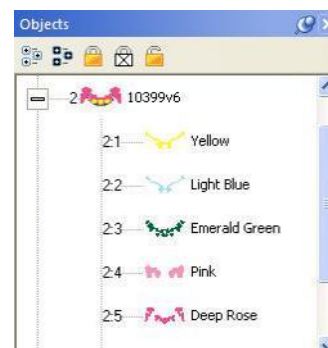 Objects
2 10399v6
2:1 Yellow
2:2 Light Blue
2:3 Emerald Green
2:4 Pink
2:5 Deep Rose